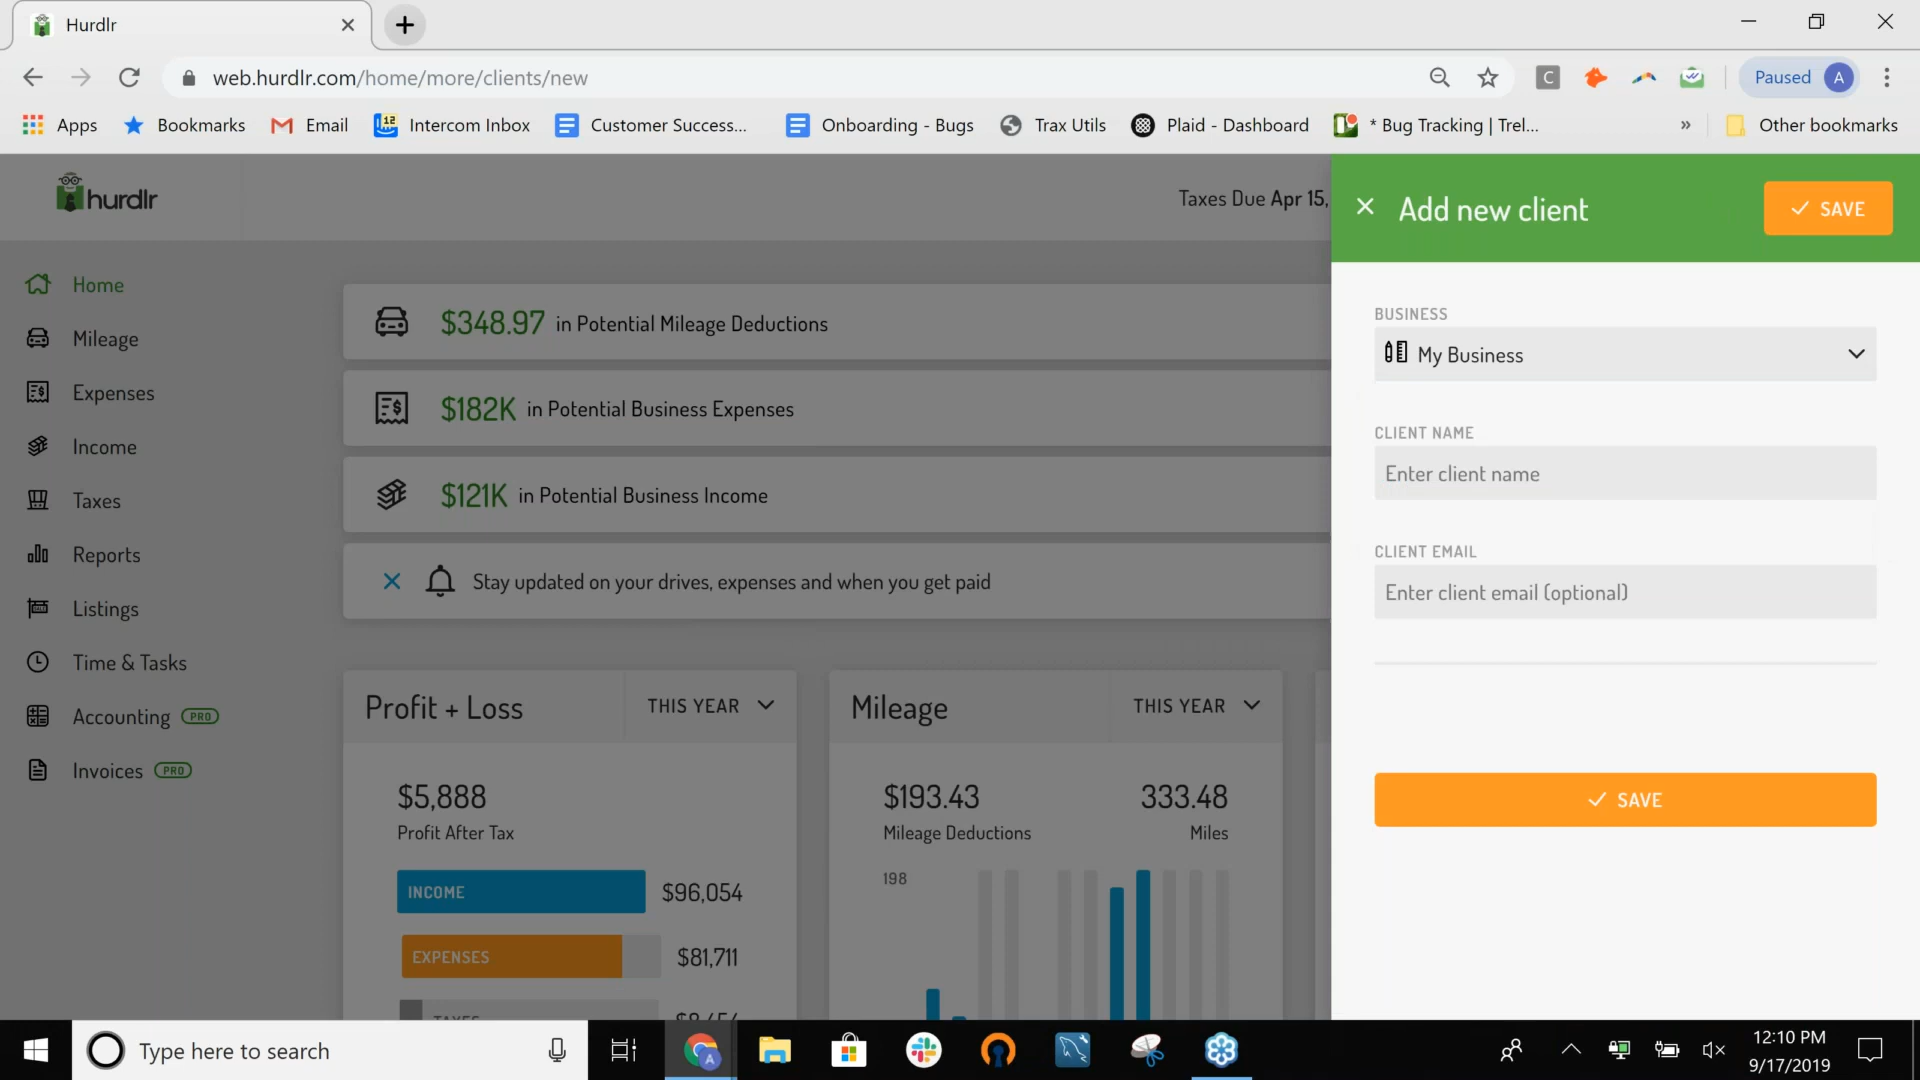 Hurdlr
web.hurdlr.com/home/more/clients/new
C
Paused A
Apps Bookmarks Email 12 Intercom Inbox Customer Success... Onboarding - Bugs Trax Utils Plaid - Dashboard * Bug Tracking | Trel... » Other bookmarks
hurdlr
Taxes Due Apr 15,
Home
Mileage
Expenses
Income
Taxes
Reports
Listings
Time & Tasks
Accounting PRO
Invoices PRO
$348.97 in Potential Mileage Deductions
$182K in Potential Business Expenses
$121K in Potential Business Income
Stay updated on your drives, expenses and when you get paid
Profit + Loss THIS YEAR
$5,888
Profit After Tax
INCOME $96,054
EXPENSES $81,711
Mileage THIS YEAR
$193.43 333.48
Mileage Deductions Miles
198
Add new client SAVE
BUSINESS
My Business
CLIENT NAME
Enter client name
CLIENT EMAIL
Enter client email (optional)
SAVE
Type here to search
A
12:10 PM
9/17/2019